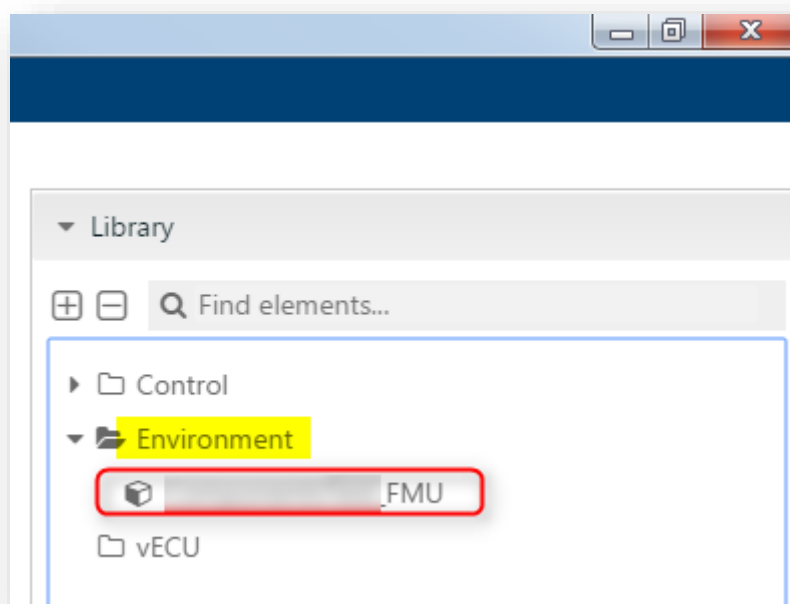 Library
Find elements...
Control
Environment
_FMU
vECU